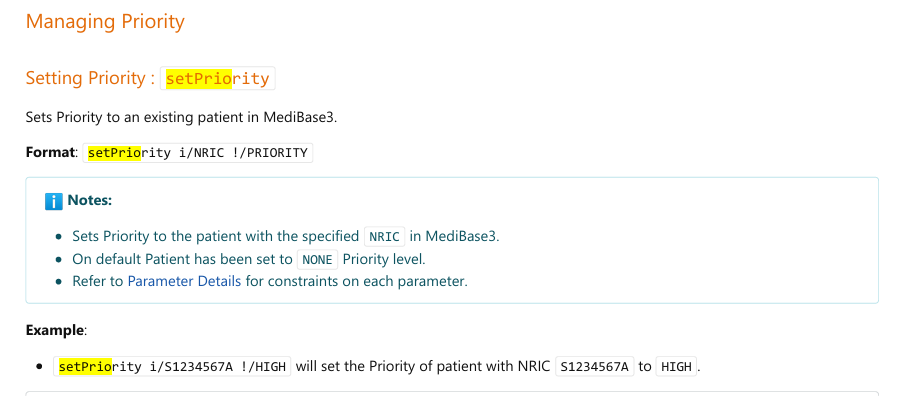 Managing Priority
Setting Priority : setPriority
Sets Priority to an existing patient in MediBase3.
Format: setPriority i/NRIC !/PRIORITY
Notes:
Sets Priority to the patient with the specified NRIC in MediBase3.
On default Patient has been set to NONE Priority level.
Refer to Parameter Details for constraints on each parameter.
Example:
setPriority i/S1234567A !/HIGH will set the Priority of patient with NRIC S1234567A to HIGH.